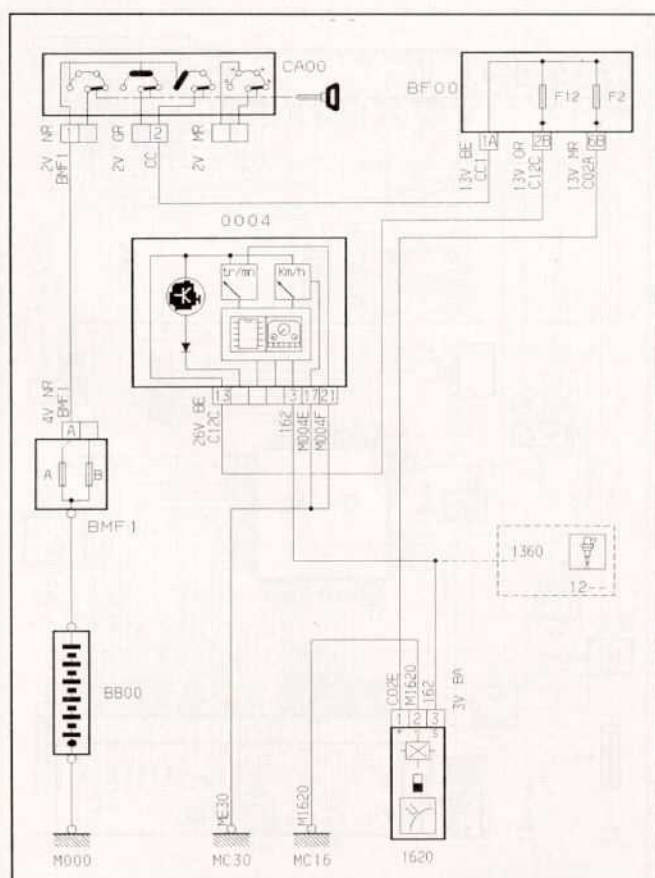 CA00
BF00
F12
F2
1
2
1A
2B
6B
2V NR
BMF1
2V GR
CC
2V MR
13V BE
CC1
13V OR
C12C
13V MR
C02A
0004
tr/mn
Km/h
13
3
17
21
26V BE
C12C
162
M004E
M004F
4V NR
BMF1
A
A
B
BMF1
1360
12--
BB00
C02E
M1620
162
3V BA
1
2
3
+
-
S
ME30
M1620
M000
MC30
MC16
1620